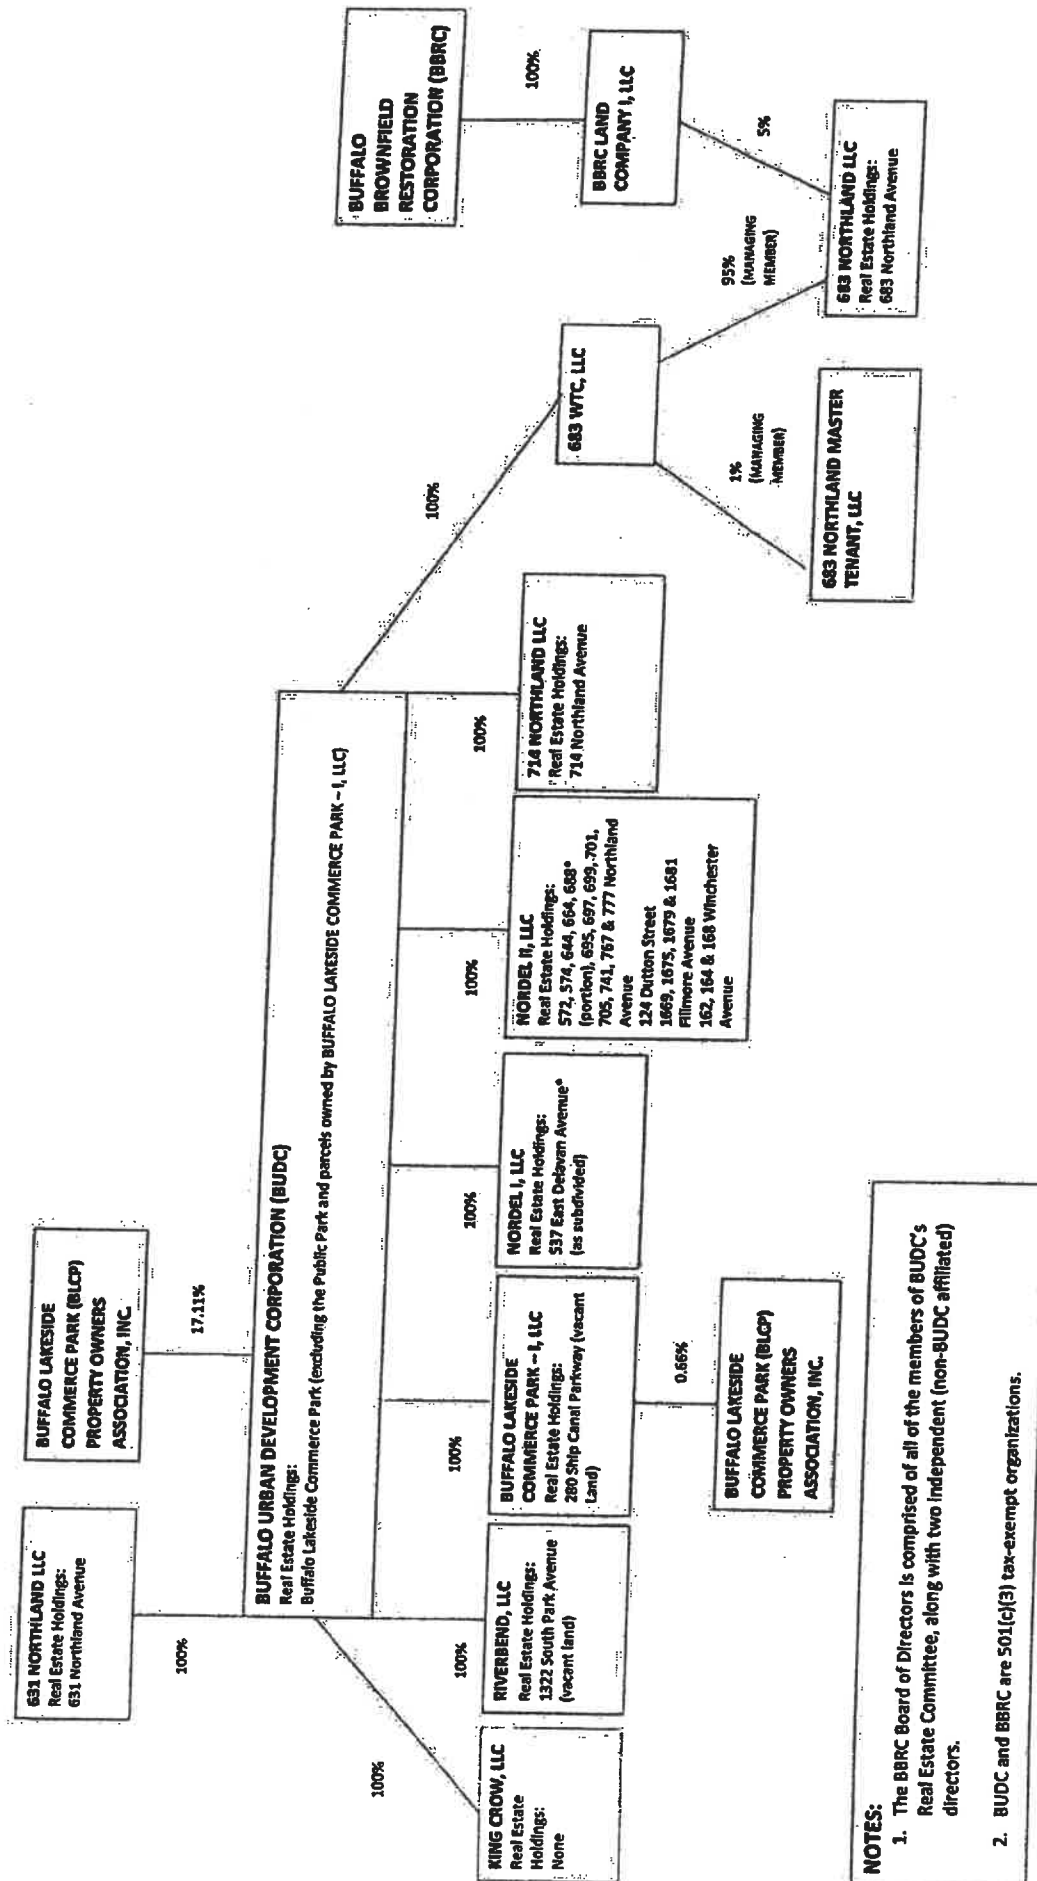 631 NORTHLAND LLC
Real Estate Holdings:
631 Northland Avenue
BUFFALO LAKESIDE
COMMERCE PARK (BLCP)
PROPERTY OWNERS
ASSOCIATION, INC.
BUFFALO
BROWNFIELD
RESTORATION
CORPORATION (BBRC)
100%
17.11%
100%
BUFFALO URBAN DEVELOPMENT CORPORATION (BUDC)
Real Estate Holdings:
Buffalo Lakeside Commerce Park (excluding the Public Park and parcels owned by BUFFALO LAKESIDE COMMERCE PARK – I, LLC)
100%
BBRC LAND
COMPANY I, LLC
683 WTC, LLC
100%
100%
100%
100%
100%
100%
KING CROW, LLC
Real Estate
Holdings:
None
RIVERBEND, LLC
Real Estate Holdings:
1322 South Park Avenue
(vacant land)
BUFFALO LAKESIDE
COMMERCE PARK – I, LLC
Real Estate Holdings:
280 Ship Canal Parkway (vacant
Land)
NORDEL I, LLC
Real Estate Holdings:
537 East Delavan Avenue*
(as subdivided)
NORDEL II, LLC
Real Estate Holdings:
572, 574, 644, 664, 688*
(portion), 695, 697, 699, 701,
705, 741, 767 & 777 Northland
Avenue
124 Dutton Street
1669, 1675, 1679 & 1681
Fillmore Avenue
162, 164 & 168 Winchester
Avenue
714 NORTHLAND LLC
Real Estate Holdings:
714 Northland Avenue
1%
(MANAGING
MEMBER)
95%
(MANAGING
MEMBER)
5%
0.66%
BUFFALO LAKESIDE
COMMERCE PARK (BLCP)
PROPERTY OWNERS
ASSOCIATION, INC.
683 NORTHLAND MASTER
TENANT, LLC
683 NORTHLAND LLC
Real Estate Holdings:
683 Northland Avenue
NOTES:
1. The BBRC Board of Directors is comprised of all of the members of BUDC's
Real Estate Committee, along with two independent (non-BUDC affiliated)
directors.
2. BUDC and BBRC are 501(c)(3) tax-exempt organizations.